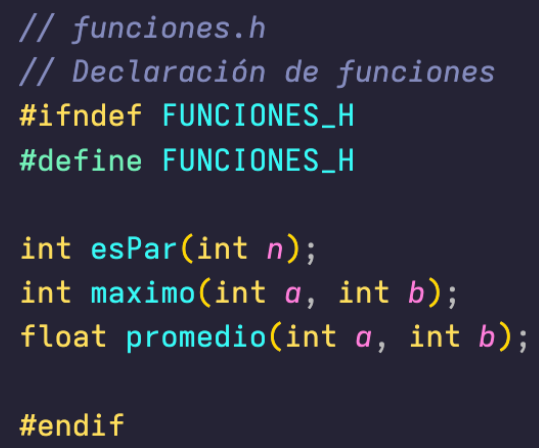 // funciones.h
// Declaración de funciones
#ifndef FUNCIONES_H
#define FUNCIONES_H
int esPar(int n);
int maximo(int a, int b);
float promedio(int a, int b);
#endif